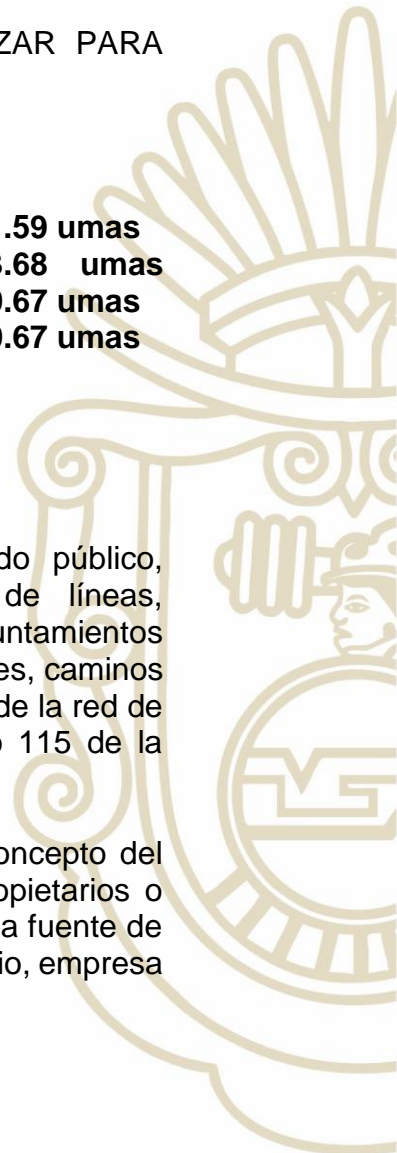 ZAR PARA
.59 umas
.68 umas
.67 umas
.67 umas
do público,
de líneas,
untamientos
es, caminos
de la red de
o 115 de la
oncepto del
opietarios o
a fuente de
io, empresa